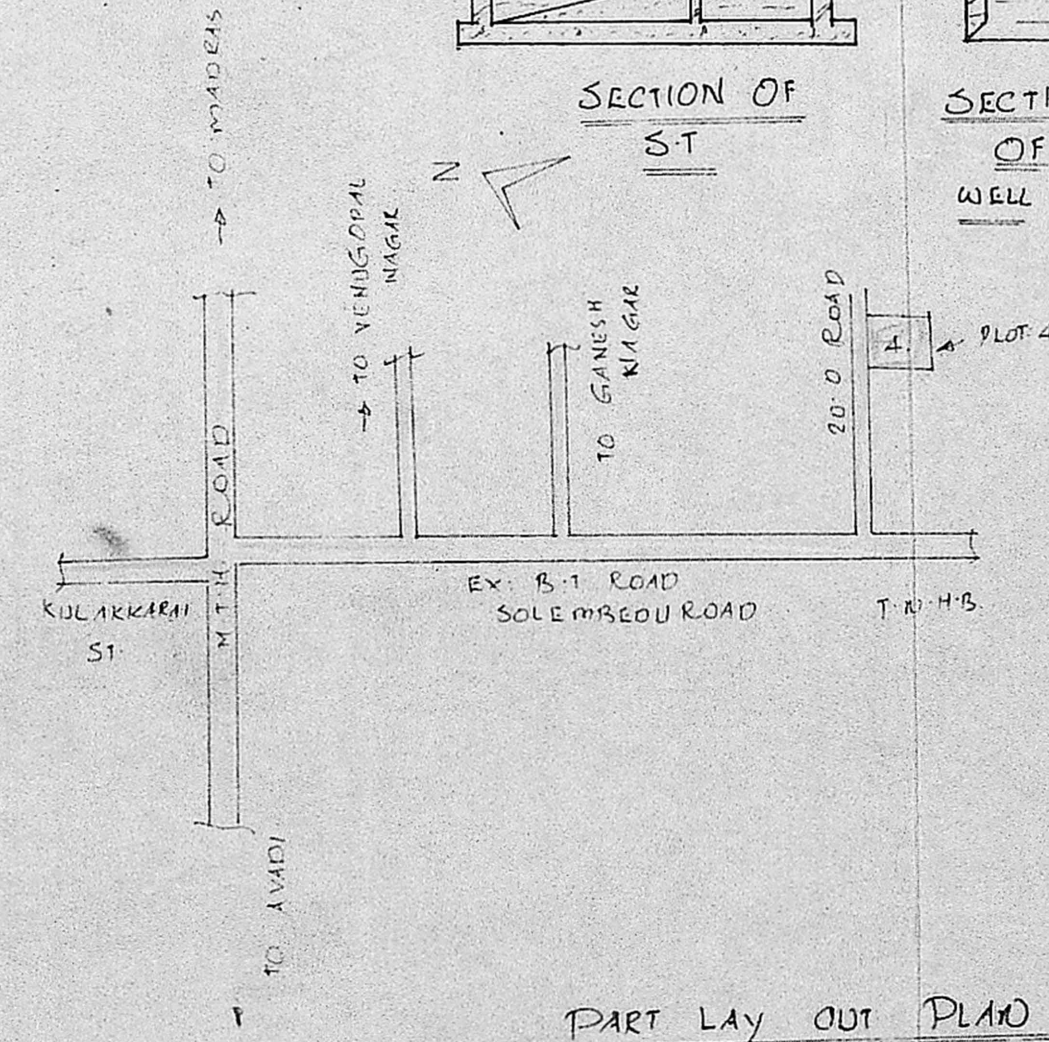 SECTION OF
S.T
SECTI
OF
WELL
→ TO MADRAS
N
→ TO VENUGOPAL
NAGAR
TO GANESH
NAGAR
20'.0 ROAD
4
PLOT. 4
M.T.H ROAD
KULAKKARAI
ST.
EX: B.T ROAD
SOLEMBEDU ROAD
T.N.H.B.
TO AVADI
PART LAY OUT PLAN